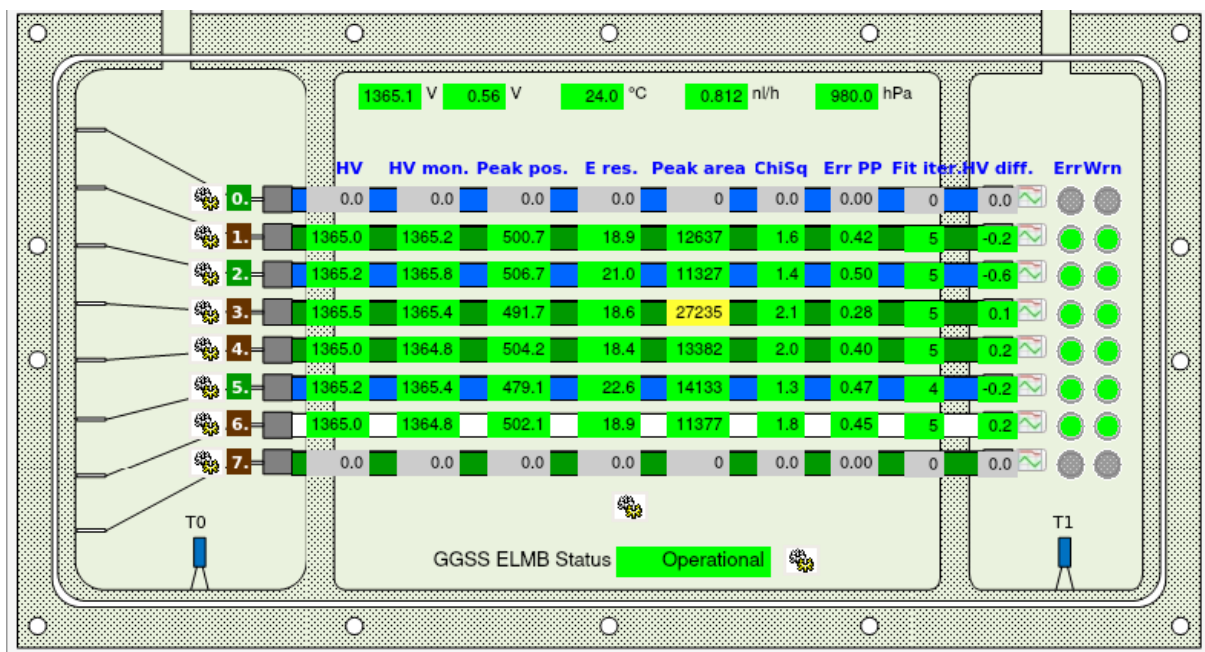 1365.1 V 0.56 V 24.0 °C 0.812 nl/h 980.0 hPa
HV HV mon. Peak pos. E res. Peak area ChiSq Err PP Fit iter. HV diff. Err Wrn
0. 0.0 0.0 0.0 0.0 0 0.0 0.00 0 0.0
1. 1365.0 1365.2 500.7 18.9 12637 1.6 0.42 5 -0.2
2. 1365.2 1365.8 506.7 21.0 11327 1.4 0.50 5 -0.6
3. 1365.5 1365.4 491.7 18.6 27235 2.1 0.28 5 0.1
4. 1365.0 1364.8 504.2 18.4 13382 2.0 0.40 5 0.2
5. 1365.2 1365.4 479.1 22.6 14133 1.3 0.47 4 -0.2
6. 1365.0 1364.8 502.1 18.9 11377 1.8 0.45 5 0.2
7. 0.0 0.0 0.0 0.0 0 0.0 0.00 0 0.0
T0 T1
GGSS ELMB Status Operational